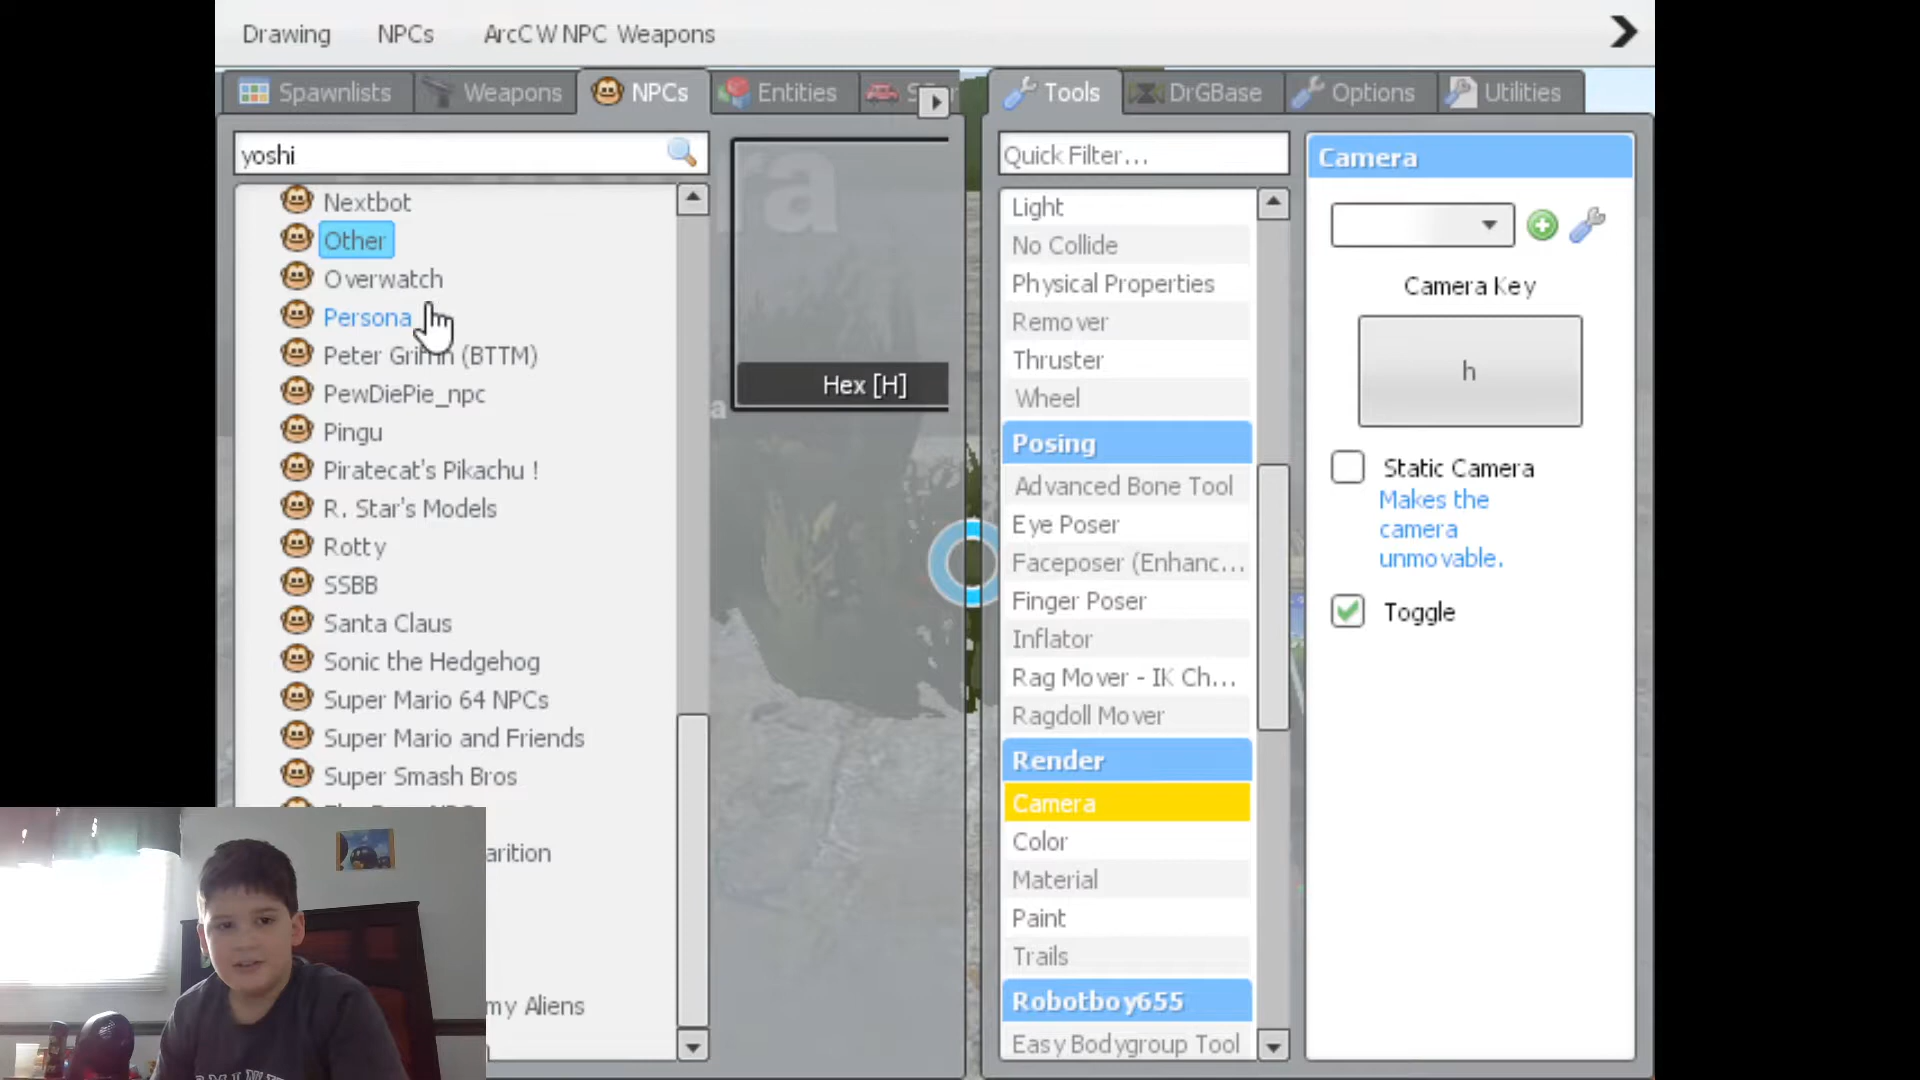 Drawing NPCs ArcCW NPC Weapons
Spawnlists Weapons NPCs Entities
Tools DrGBase Options Utilities
yoshi
Nextbot
Other
Overwatch
Persona
Peter Griffin (BTTM)
PewDiePie_npc
Pingu
Piratecat's Pikachu !
R. Star's Models
Rotty
SSBB
Santa Claus
Sonic the Hedgehog
Super Mario 64 NPCs
Super Mario and Friends
Super Smash Bros
arition
my Aliens
ra
Hex [H]
a
Quick Filter...
Light
No Collide
Physical Properties
Remover
Thruster
Wheel
Posing
Advanced Bone Tool
Eye Poser
Faceposer (Enhanc...
Finger Poser
Inflator
Rag Mover - IK Ch...
Ragdoll Mover
Render
Camera
Color
Material
Paint
Trails
Robotboy655
Easy Bodygroup Tool
Camera
Camera Key
h
Static Camera
Makes the
camera
unmovable.
Toggle